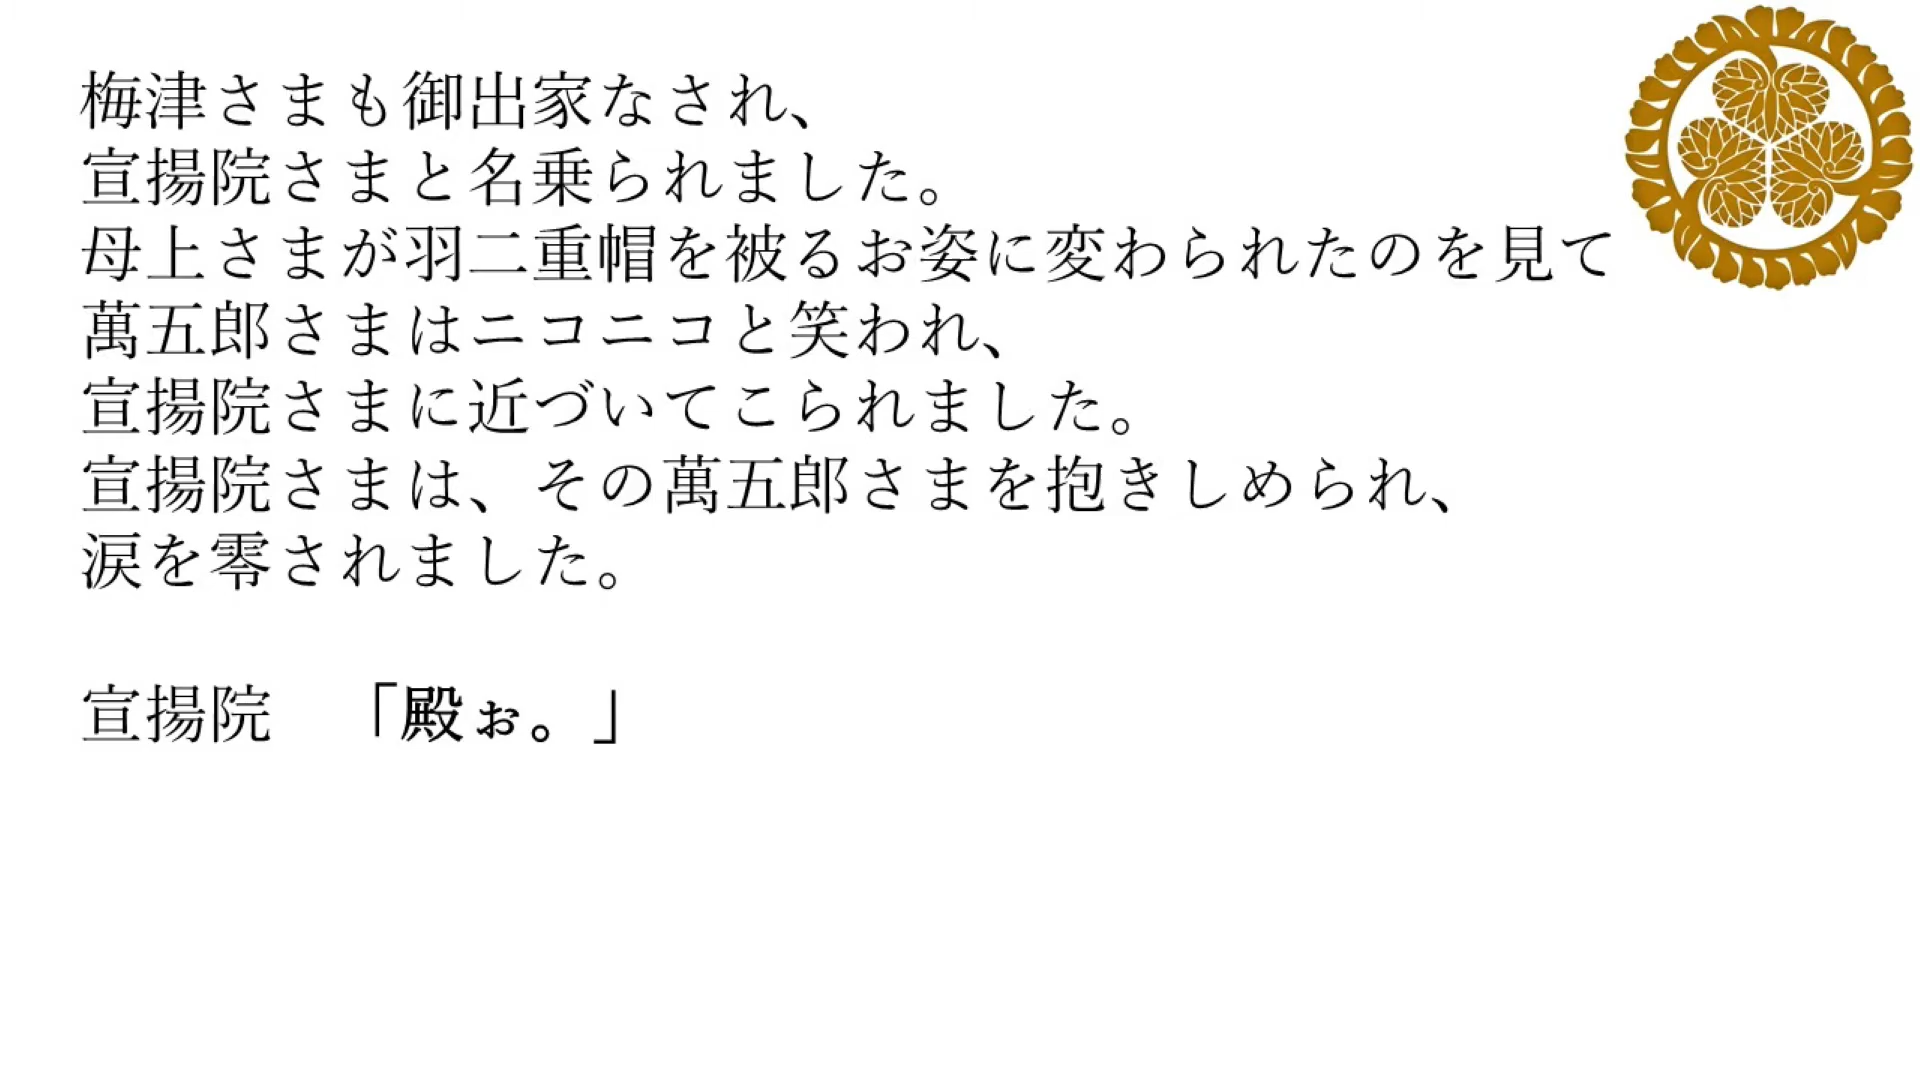 梅津さまも御出家なされ、
宣揚院さまと名乗られました。
母上さまが羽二重帽を被るお姿に変わられたのを見て
萬五郎さまはニコニコと笑われ、
宣揚院さまに近づいてこられました。
宣揚院さまは、その萬五郎さまを抱きしめられ、
涙を零されました。
宣揚院　「殿ぉ。」